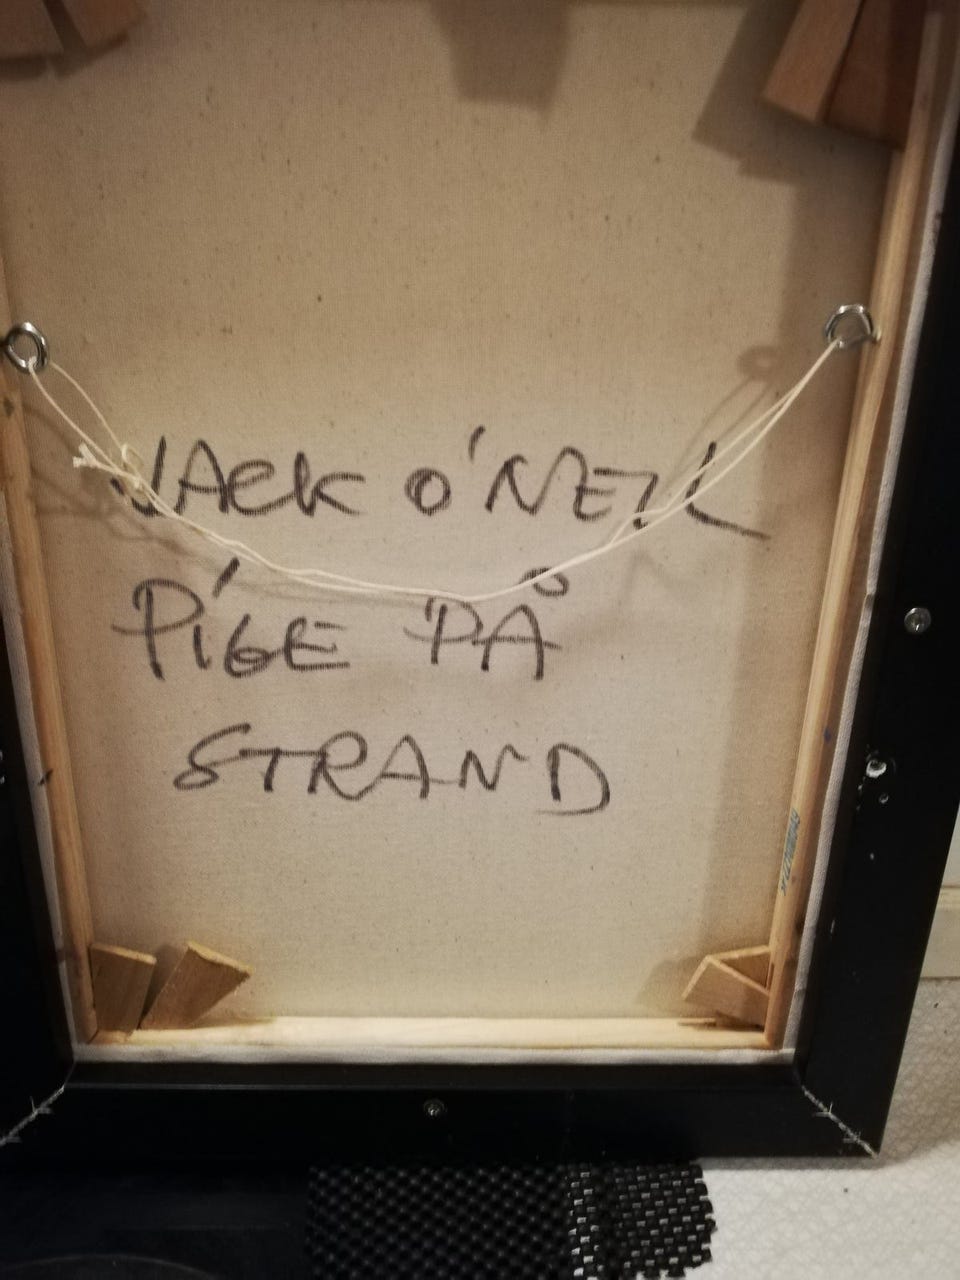 JACK O'NEIL
PIGE PÅ
STRAND